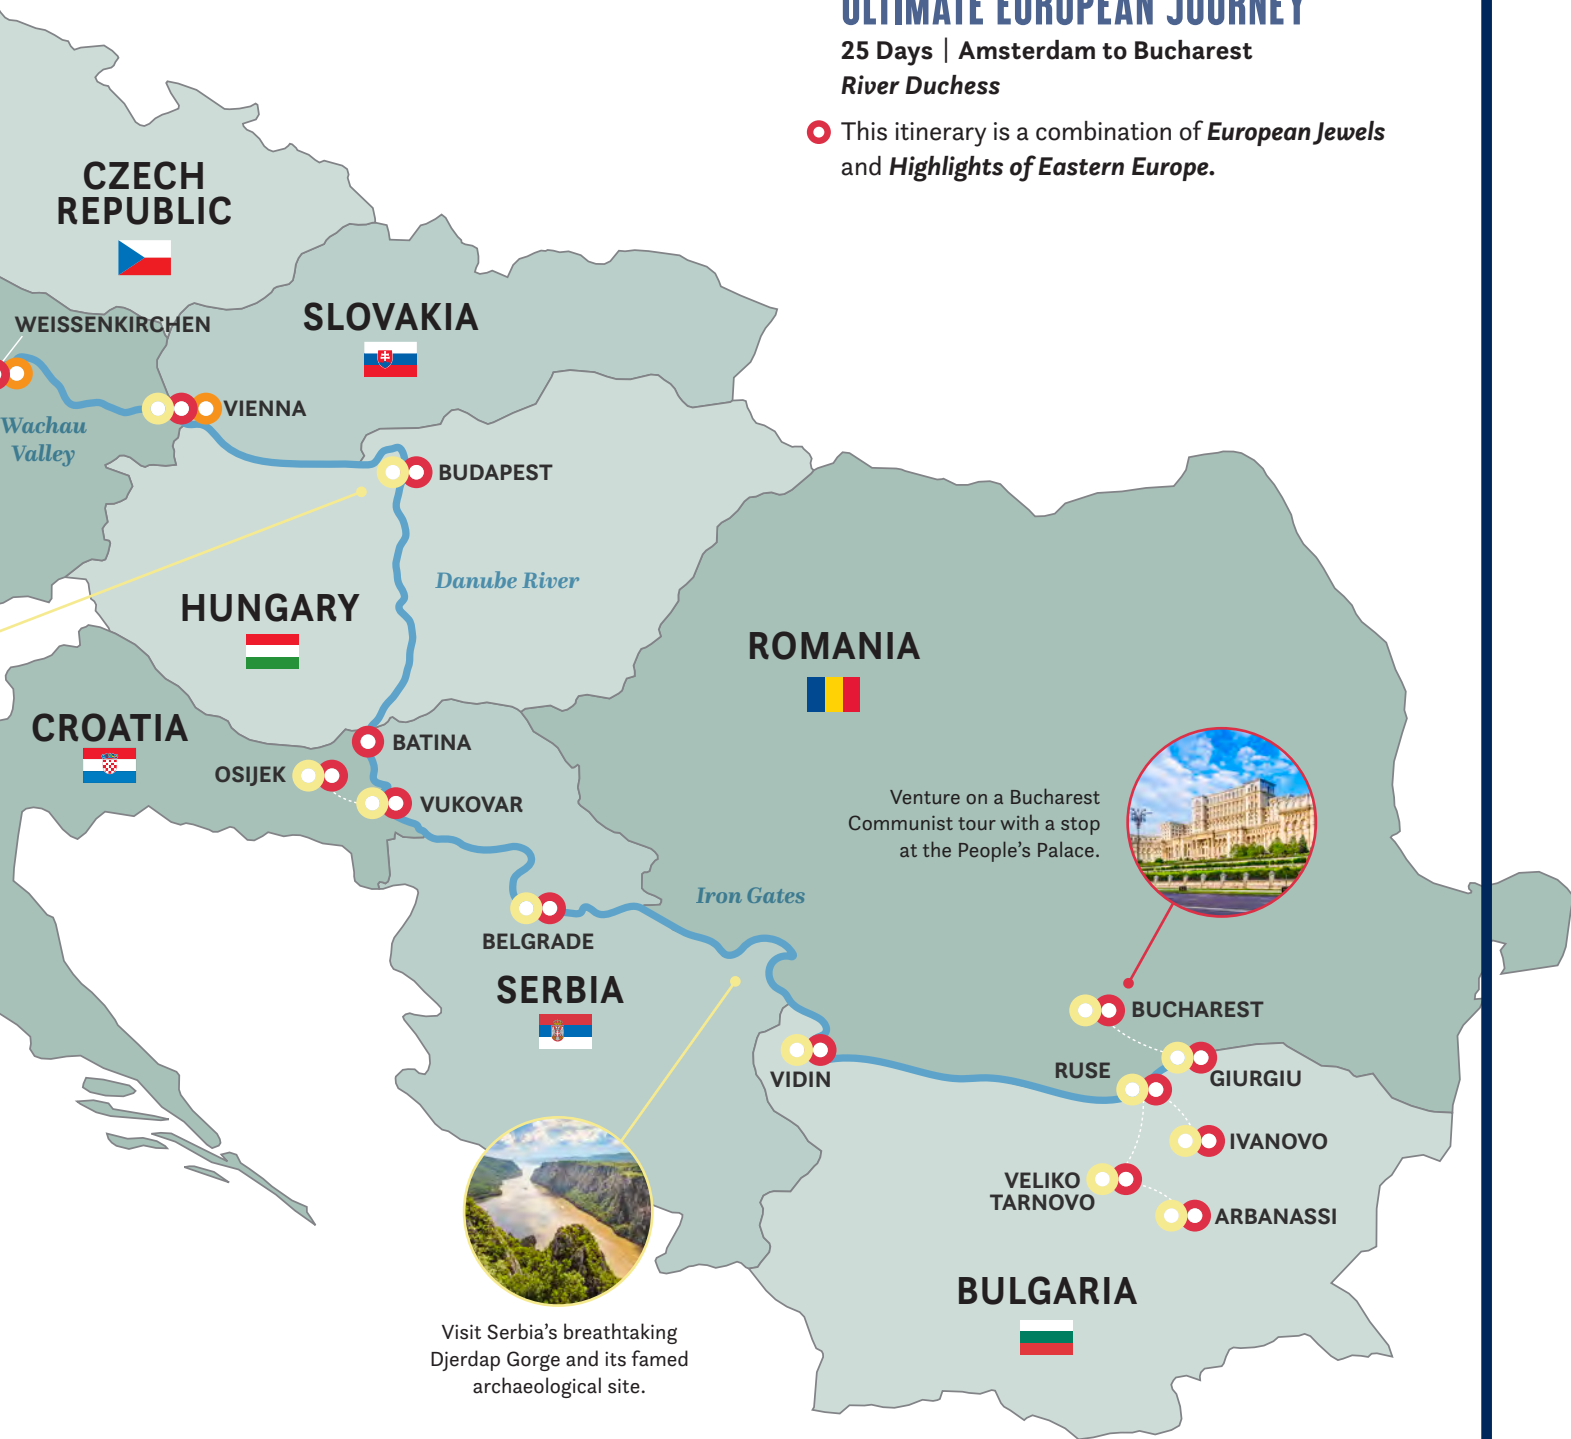 ULTIMATE EUROPEAN JOURNEY
25 Days | Amsterdam to Bucharest
River Duchess
This itinerary is a combination of European Jewels
and Highlights of Eastern Europe.
CZECH
REPUBLIC
WEISSENKIRCHEN
SLOVAKIA
VIENNA
Wachau
Valley
BUDAPEST
Danube River
HUNGARY
ROMANIA
CROATIA
BATINA
OSIJEK
VUKOVAR
Venture on a Bucharest
Communist tour with a stop
at the People's Palace.
Iron Gates
BELGRADE
SERBIA
BUCHAREST
VIDIN
RUSE
GIURGIU
IVANOVO
VELIKO
TARNOVO
ARBANASSI
BULGARIA
Visit Serbia's breathtaking
Djerdap Gorge and its famed
archaeological site.